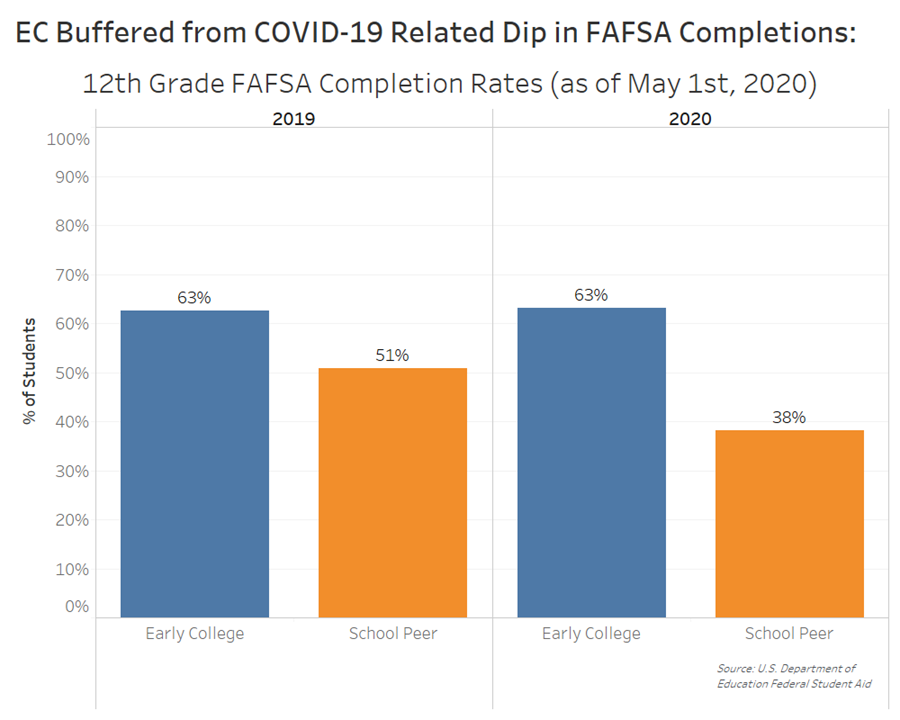 EC Buffered from COVID-19 Related Dip in FAFSA Completions:
12th Grade FAFSA Completion Rates (as of May 1st, 2020)
2019
2020
100%
90%
80%
70%
60%
50%
40%
30%
20%
10%
0%
% of Students
63%
51%
63%
38%
Early College
School Peer
Early College
School Peer
Source: U.S. Department of
Education Federal Student Aid